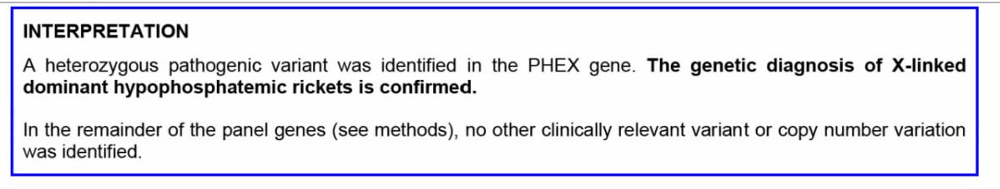 INTERPRETATION
A heterozygous pathogenic variant was identified in the PHEX gene. The genetic diagnosis of X-linked
dominant hypophosphatemic rickets is confirmed.
In the remainder of the panel genes (see methods), no other clinically relevant variant or copy number variation
was identified.